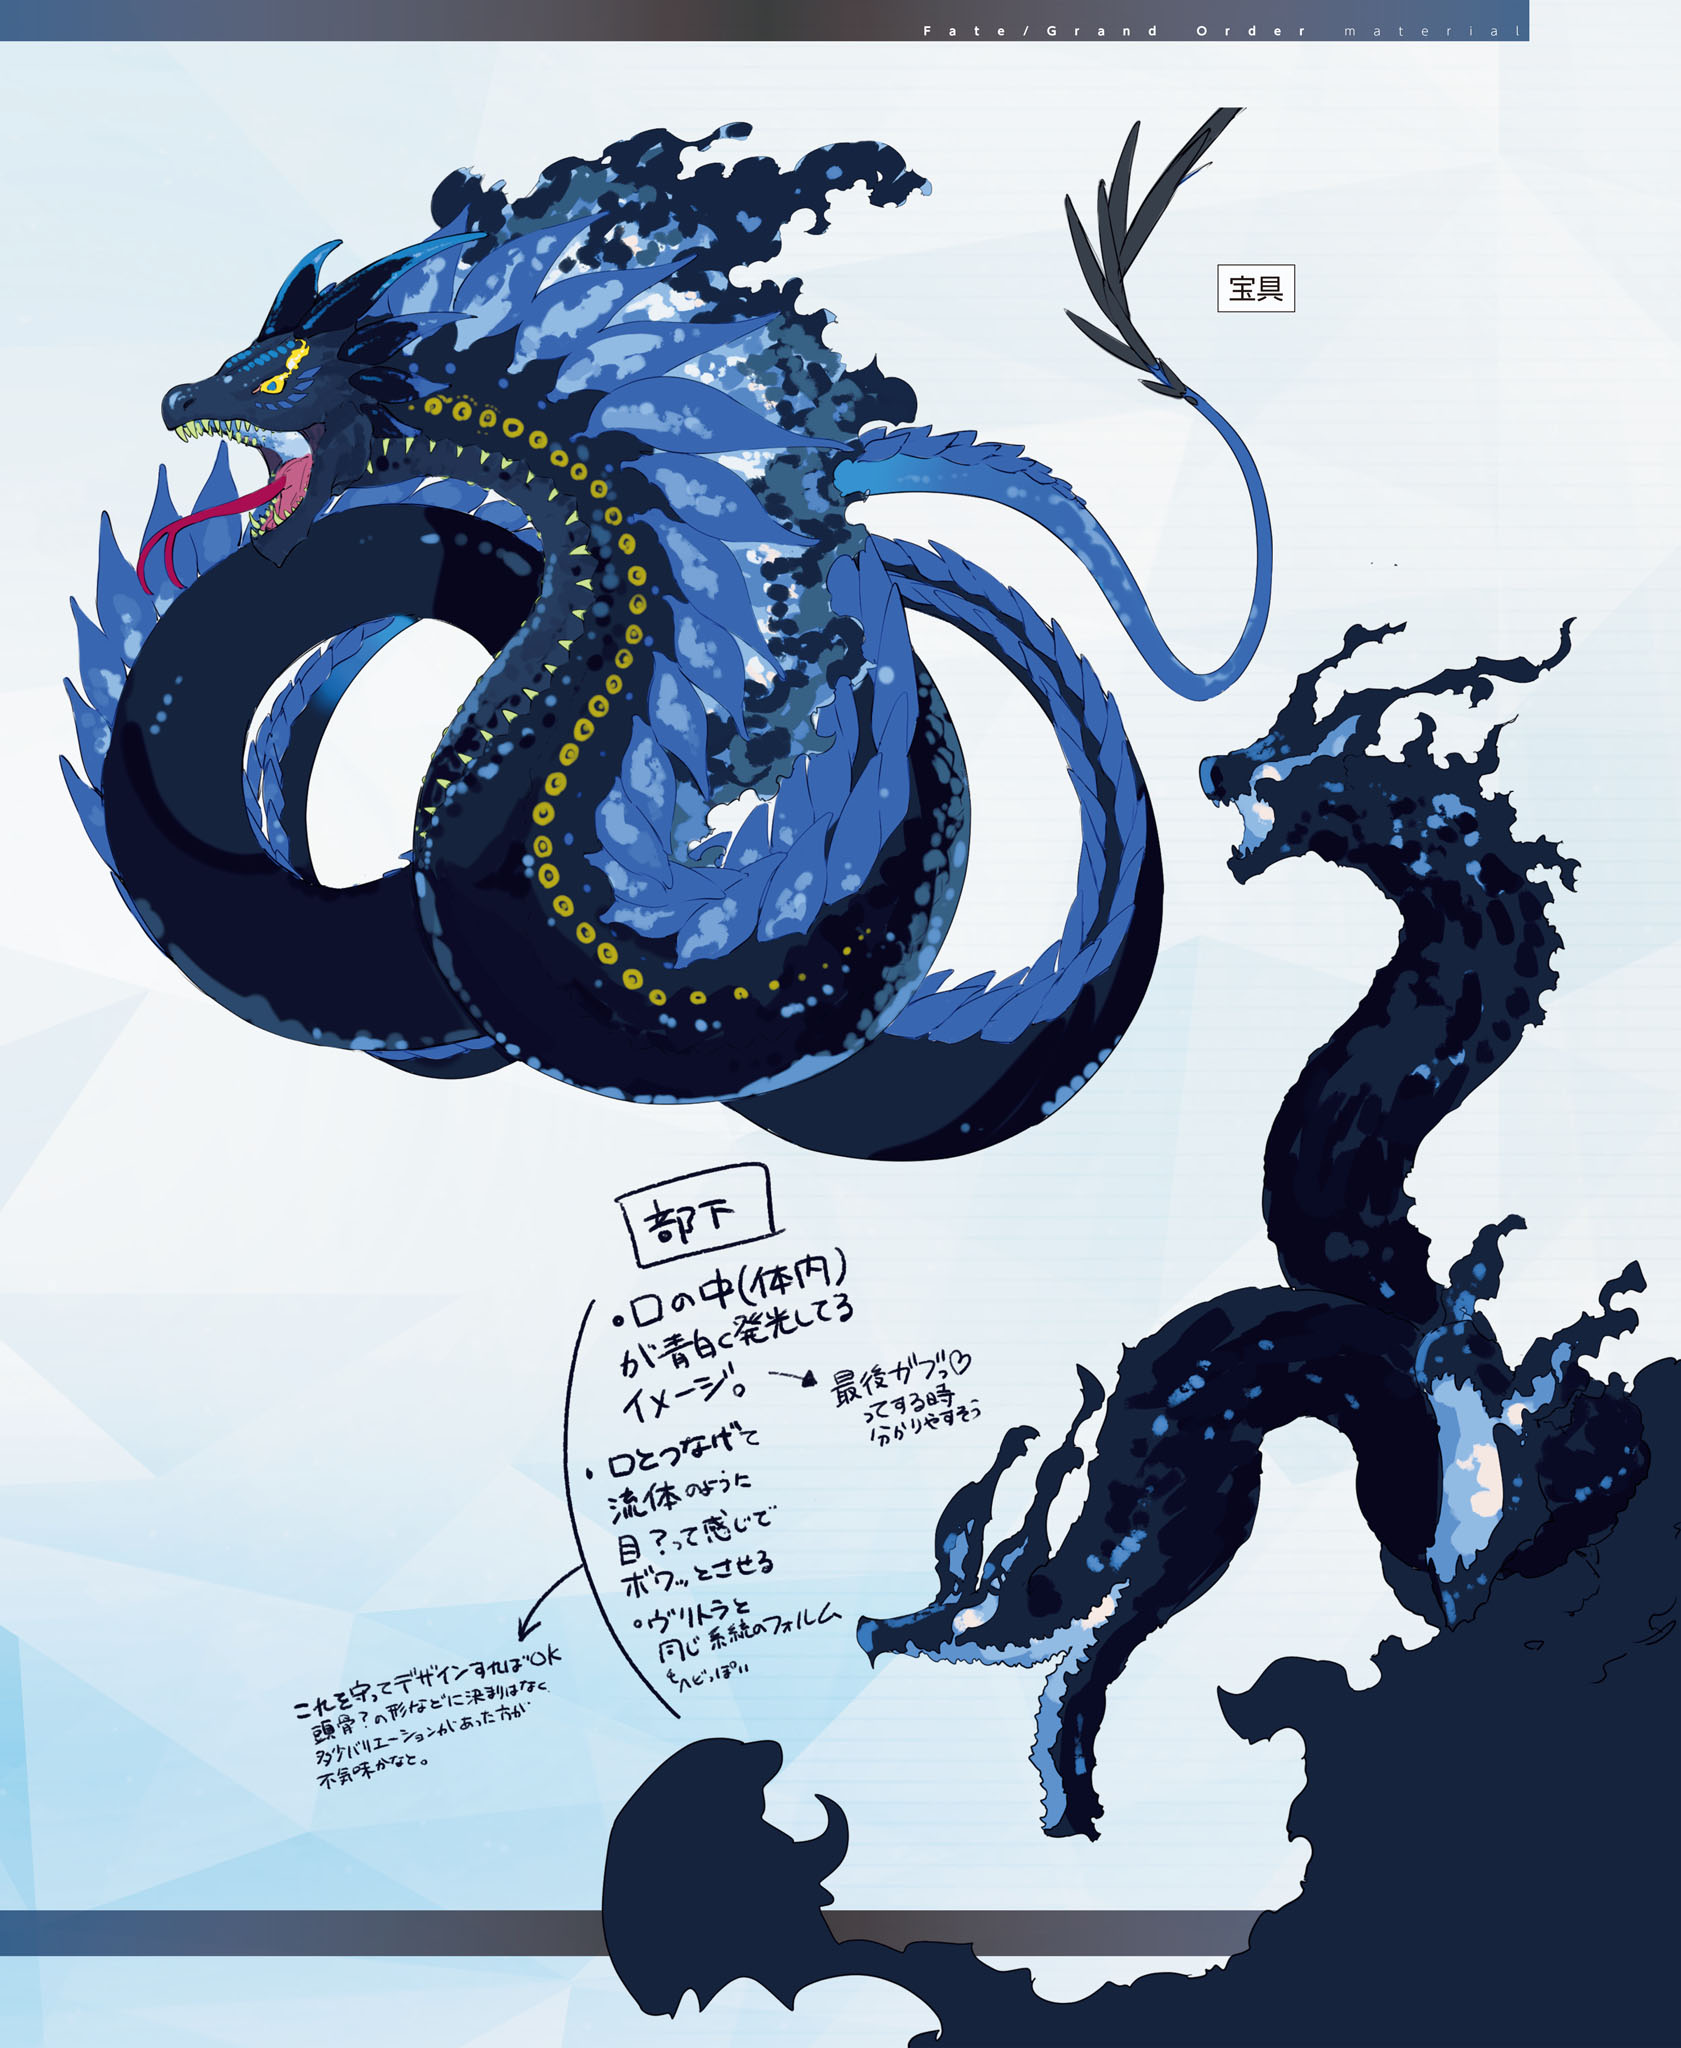 Fate/Grand Order material
宝具
部下
・口の中(体内)
が青白く発光してる
イメージ。
→ 最後ガブっ♡
ってする時
分かりやすそう
・口とつなげて
流体のように
目?って感じで
ボワッとさせる
・ヴリトラと
同じ系統のフォルム
もヘビっぽい
これを守ってデザインすればOK
頭骨?の形などに決まりはなく
多少バリエーションがあった方が
不気味かなと。